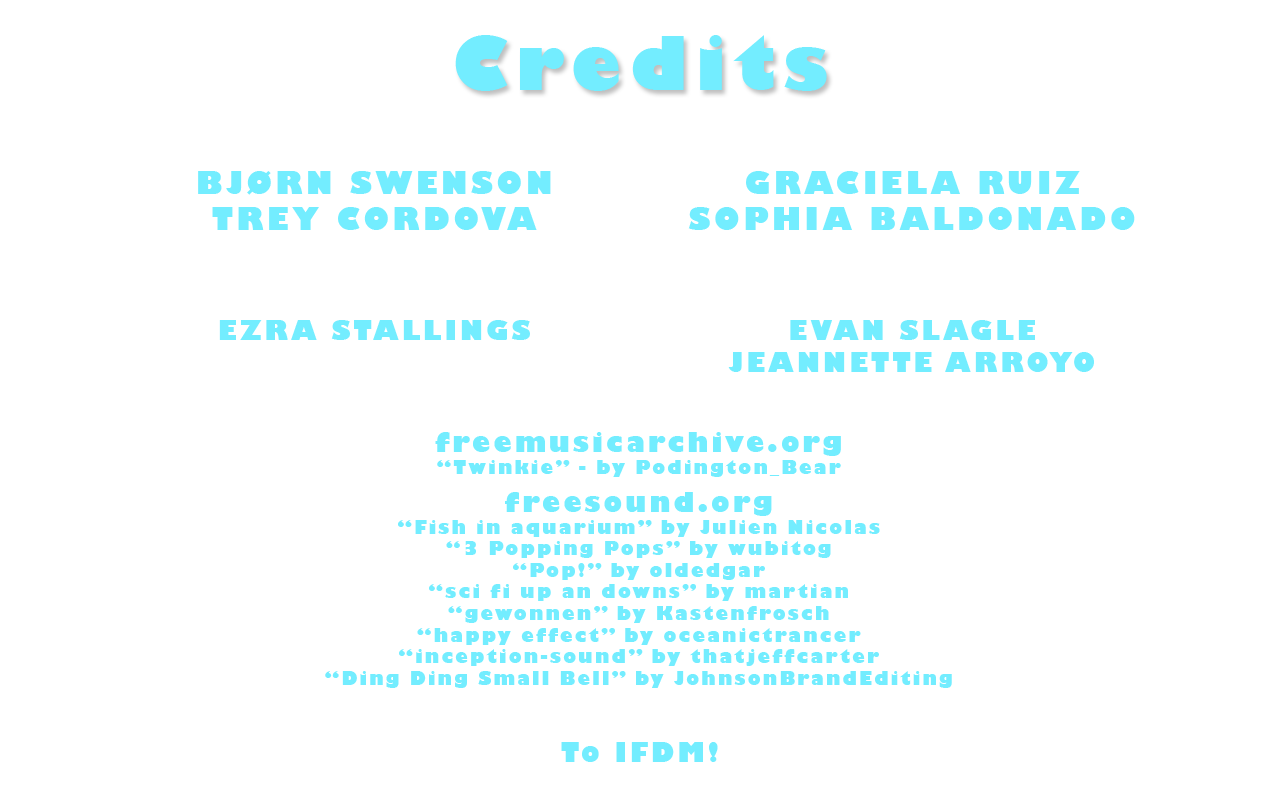 Credits
BJØRN SWENSON
TREY CORDOVA
GRACIELA RUIZ
SOPHIA BALDONADO
EZRA STALLINGS
EVAN SLAGLE
JEANNETTE ARROYO
freemusicarchive.org
“Twinkie” - by Podington_Bear
freesound.org
“Fish in aquarium” by Julien Nicolas
“3 Popping Pops” by wubitog
“Pop!” by oldedgar
“sci fi up an downs” by martian
“gewonnen” by Kastenfrosch
“happy effect” by oceanictrancer
“inception-sound” by thatjeffcarter
“Ding Ding Small Bell” by JohnsonBrandEditing
To IFDM!